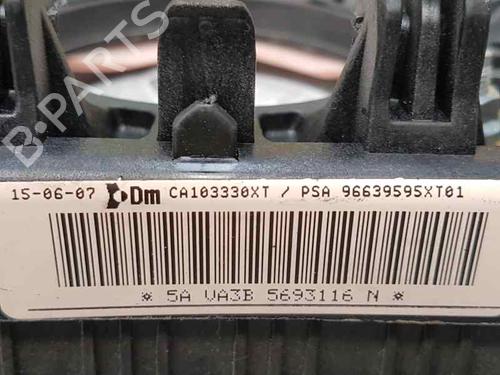 B-PARTS
15-06-07 Dm CA103330XT / PSA 96639595XT01
* 5A VA3B 5693116 N *